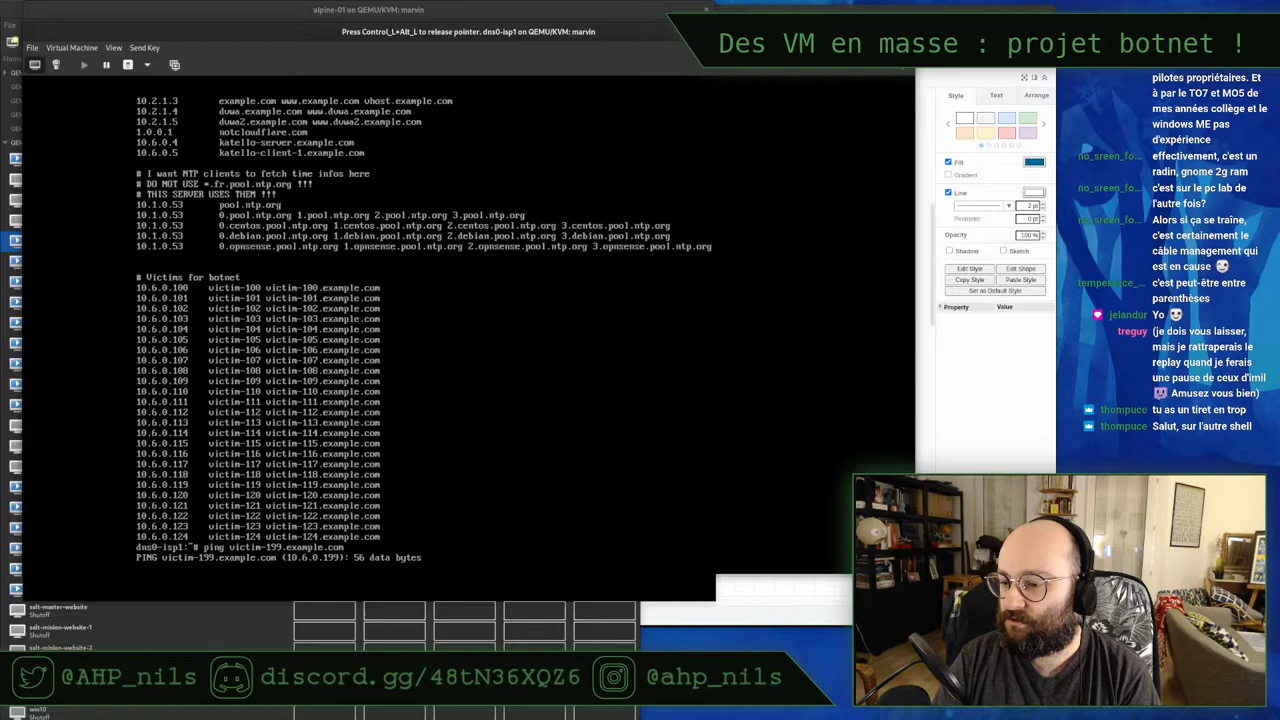 alpine-01 on QEMU/KVM: marvin
Press Control_L+Alt_L to release pointer. dns0-isp1 on QEMU/KVM: marvin
File Virtual Machine View Send Key
10.2.1.3 example.com www.example.com vhost.example.com
10.2.1.4 dvwa.example.com www.dvwa.example.com
10.2.1.5 dvwa2.example.com www.dvwa2.example.com
1.0.0.1 notcloudflare.com
10.6.0.4 katello-server.example.com
10.6.0.5 katello-client-1.example.com
# I want NTP clients to fetch time infos here
# DO NOT USE *.fr.pool.ntp.org !!!
# THIS SERVER USES THEM !!!
10.1.0.53 pool.ntp.org
10.1.0.53 0.pool.ntp.org 1.pool.ntp.org 2.pool.ntp.org 3.pool.ntp.org
10.1.0.53 0.centos.pool.ntp.org 1.centos.pool.ntp.org 2.centos.pool.ntp.org 3.centos.pool.ntp.org
10.1.0.53 0.debian.pool.ntp.org 1.debian.pool.ntp.org 2.debian.pool.ntp.org 3.debian.pool.ntp.org
10.1.0.53 0.opnsense.pool.ntp.org 1.opnsense.pool.ntp.org 2.opnsense.pool.ntp.org 3.opnsense.pool.ntp.org
# Victims for botnet
10.6.0.100 victim-100 victim-100.example.com
10.6.0.101 victim-101 victim-101.example.com
10.6.0.102 victim-102 victim-102.example.com
10.6.0.103 victim-103 victim-103.example.com
10.6.0.104 victim-104 victim-104.example.com
10.6.0.105 victim-105 victim-105.example.com
10.6.0.106 victim-106 victim-106.example.com
10.6.0.107 victim-107 victim-107.example.com
10.6.0.108 victim-108 victim-108.example.com
10.6.0.109 victim-109 victim-109.example.com
10.6.0.110 victim-110 victim-110.example.com
10.6.0.111 victim-111 victim-111.example.com
10.6.0.112 victim-112 victim-112.example.com
10.6.0.113 victim-113 victim-113.example.com
10.6.0.114 victim-114 victim-114.example.com
10.6.0.115 victim-115 victim-115.example.com
10.6.0.116 victim-116 victim-116.example.com
10.6.0.117 victim-117 victim-117.example.com
10.6.0.118 victim-118 victim-118.example.com
10.6.0.119 victim-119 victim-119.example.com
10.6.0.120 victim-120 victim-120.example.com
10.6.0.121 victim-121 victim-121.example.com
10.6.0.122 victim-122 victim-122.example.com
10.6.0.123 victim-123 victim-123.example.com
10.6.0.124 victim-124 victim-124.example.com
dns0-isp1:~# ping victim-199.example.com
PING victim-199.example.com (10.6.0.199): 56 data bytes
salt-master-website
Shutoff
salt-minion-website-1
Shutoff
salt-minion-website-2
win10
Shutoff
Des VM en masse : projet botnet !
Style Text Arrange
Fill
Gradient
Line
2 pt
Perimeter 0 pt
Opacity 100 %
Shadow Sketch
Edit Style Edit Shape
Copy Style Paste Style
Set as Default Style
Property Value
pilotes propriétaires. Et
à par le TO7 et MO5 de
mes années collège et le
windows ME pas
d'expérience
no_sreen_fo... effectivement, c'est un
nadin, gnome, sur gein
no_sreen_fo... c'est sur le pc du taf de
l'autre fois
no_sreen_fo... Alors si ça se traîne,
c'est certainement le
câble management qui
est en cause
temperance_... c'est peut-être entre
parenthèses
jelandur Yo
treguy (je dois vous laisser,
mais je rattraperais le
replay quand je ferais
une pause de ceux d'imil
Amusez vous bien)
thompuce tu as un tiret en trop
thompuce Salut, sur l'autre shell
@AHP_nils discord.gg/48tN36XQZ6 @ahp_nils